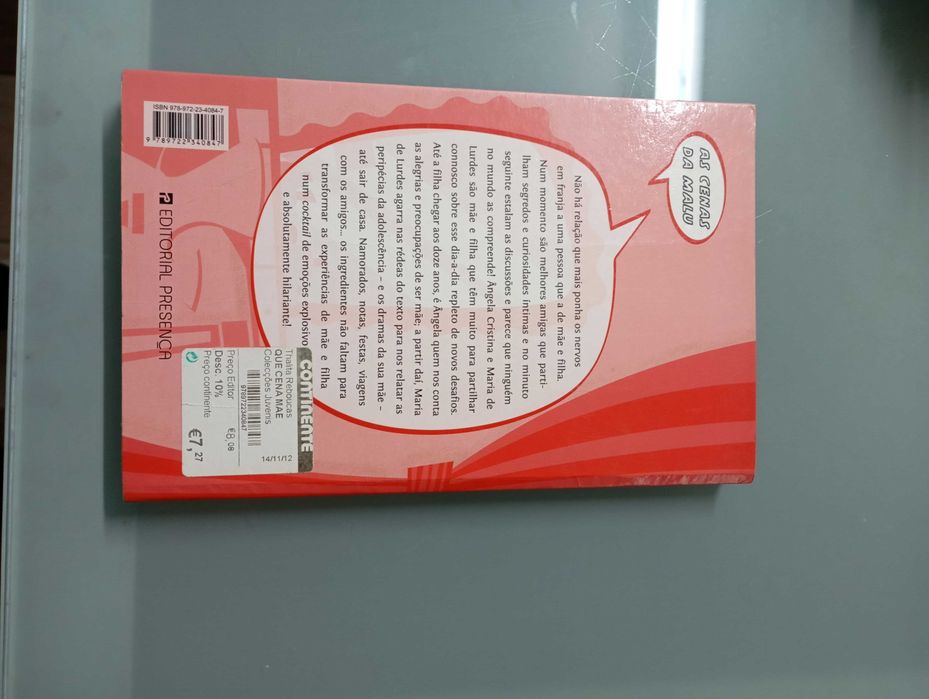 AS CENAS
DA MALU
Não há relação que mais ponha os nervos
em franja a uma pessoa que a de mãe e filha.
Num momento são melhores amigas que parti-
lham segredos e curiosidades íntimas e no minuto
seguinte estalam as discussões e parece que ninguém
no mundo as compreende! Ângela Cristina e Maria de
Lurdes são mãe e filha que têm muito para partilhar
connosco sobre esse dia-a-dia repleto de novos desafios.
Até a filha chegar aos doze anos, é Ângela quem nos conta
as alegrias e preocupações de ser mãe; a partir daí, Maria
de Lurdes agarra nas rédeas do texto para nos relatar as
peripécias da adolescência – e os dramas da sua mãe –
até sair de casa. Namorados, notas, festas, viagens
com os amigos... os ingredientes não faltam para
transformar as experiências de mãe e filha
num cocktail de emoções explosivo
e absolutamente hilariante!
CONTINENTE
14/11/12
Thalita Reboucas
QUE CENA MAE
Colecções Juvenis
9789722340847
Preço Editor €8,08
Desc. 10%
Preço continente €7,27
ISBN 978-972-23-4084-7
9 789722 340847
EDITORIAL PRESENÇA